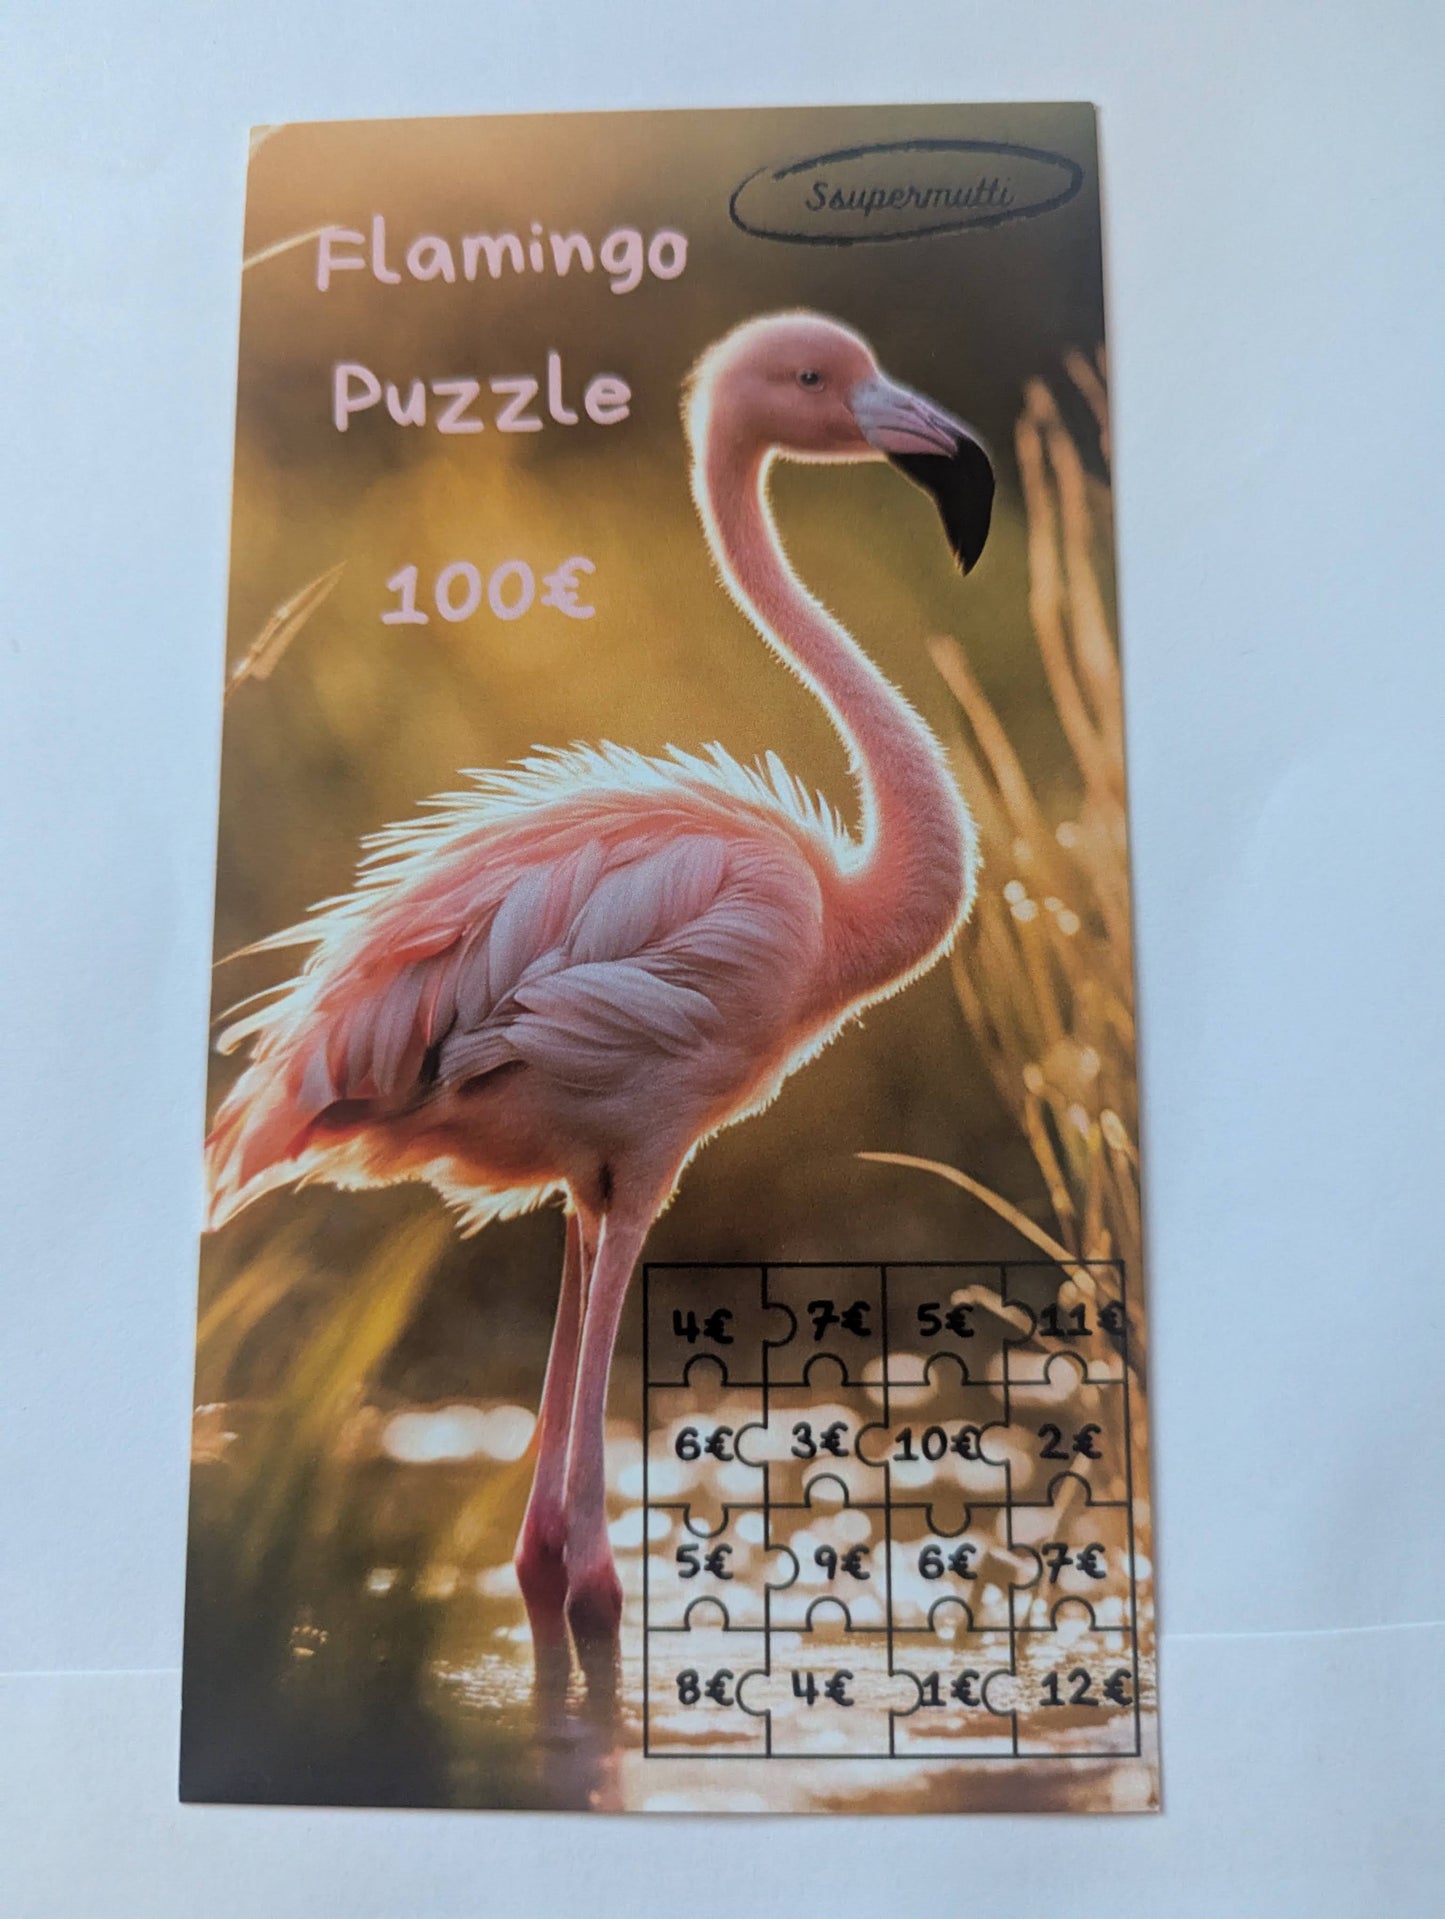 Ssupermutti
Flamingo
Puzzle
100€
4€ 7€ 5€ 11€
6€ 3€ 10€ 2€
5€ 9€ 6€ 7€
8€ 4€ 1€ 12€